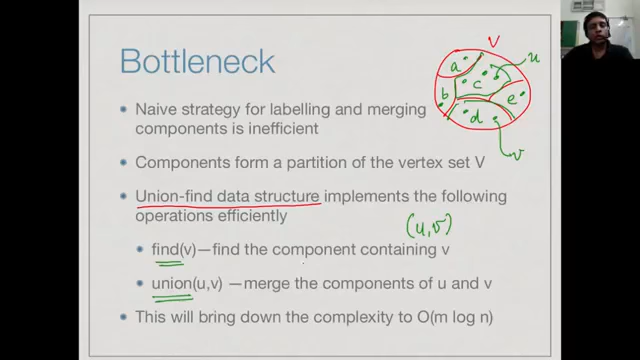 Bottleneck
Naive strategy for labelling and merging
components is inefficient
Components form a partition of the vertex set V
Union-find data structure implements the following
operations efficiently
find(v)—find the component containing v
union(u,v) —merge the components of u and v
This will bring down the complexity to O(m log n)
(u,v)
V
u
a
c
b
e
d
v